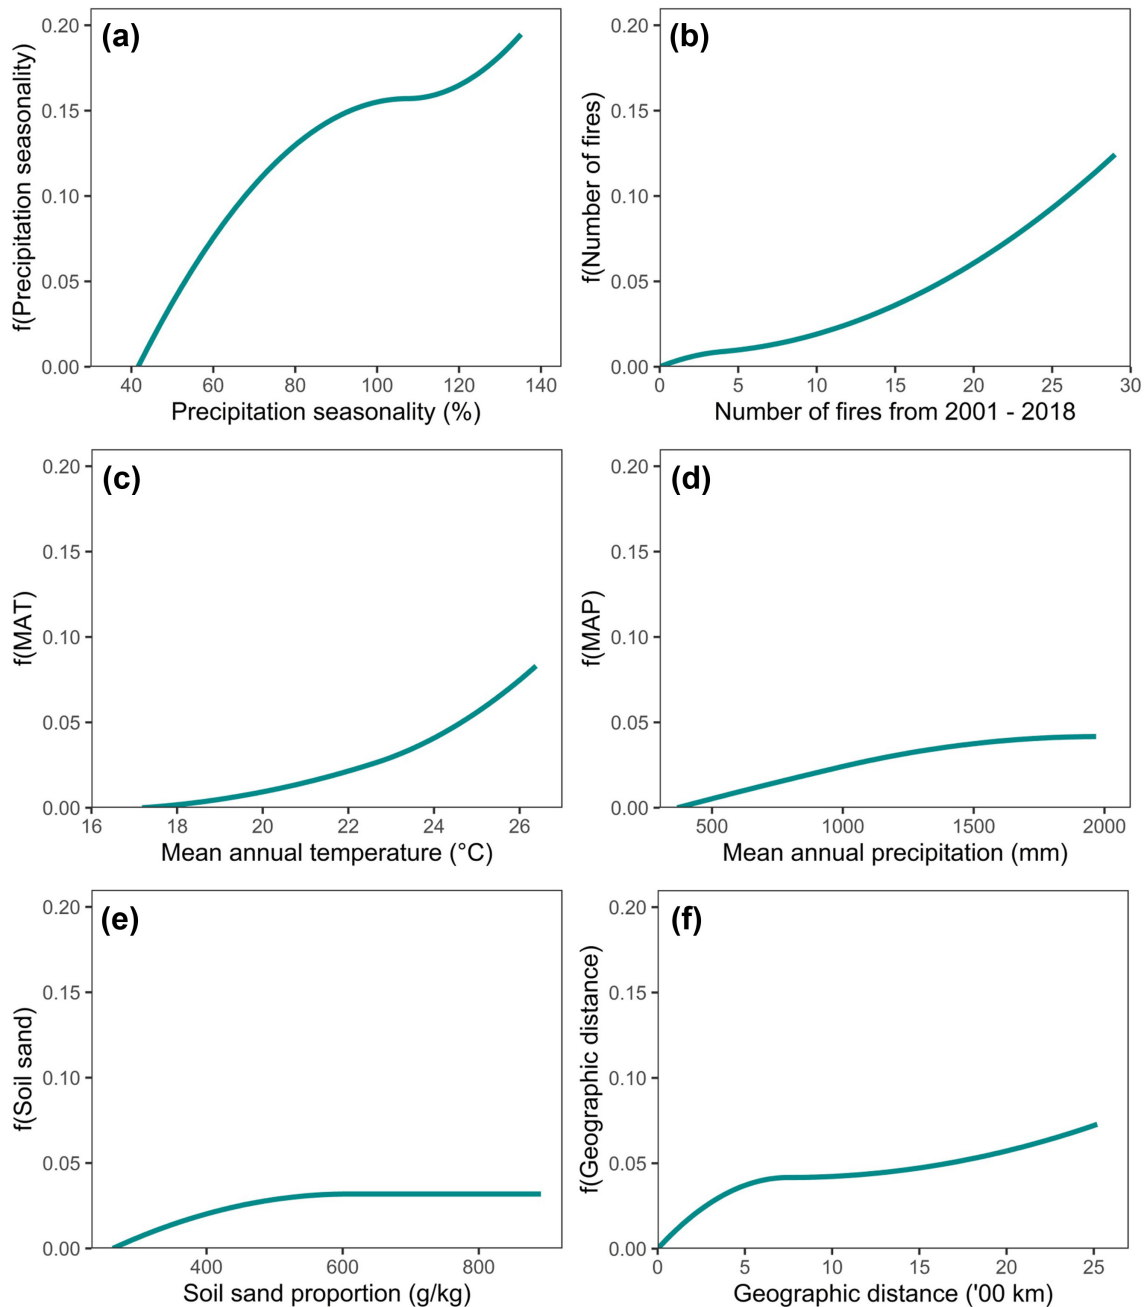 (a)
f(Precipitation seasonality)
0.20
0.15
0.10
0.05
0.00
40 60 80 100 120 140
Precipitation seasonality (%)
(b)
f(Number of fires)
0.20
0.15
0.10
0.05
0.00
0 5 10 15 20 25 30
Number of fires from 2001 - 2018
(c)
f(MAT)
0.20
0.15
0.10
0.05
0.00
16 18 20 22 24 26
Mean annual temperature (°C)
(d)
f(MAP)
0.20
0.15
0.10
0.05
0.00
500 1000 1500 2000
Mean annual precipitation (mm)
(e)
f(Soil sand)
0.20
0.15
0.10
0.05
0.00
400 600 800
Soil sand proportion (g/kg)
(f)
f(Geographic distance)
0.20
0.15
0.10
0.05
0.00
0 5 10 15 20 25
Geographic distance ('00 km)